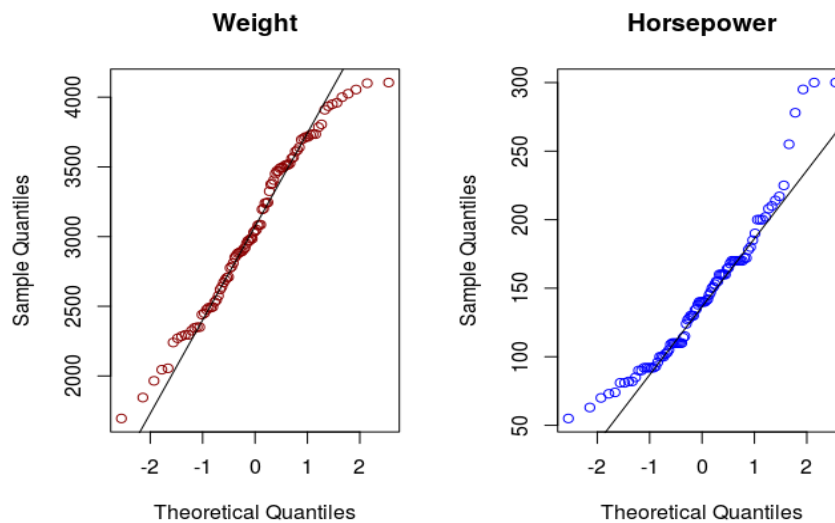 Weight
4000
3500
3000
2500
2000
Sample Quantiles
-2 -1 0 1 2
Theoretical Quantiles
Horsepower
300
250
200
150
100
50
Sample Quantiles
-2 -1 0 1 2
Theoretical Quantiles